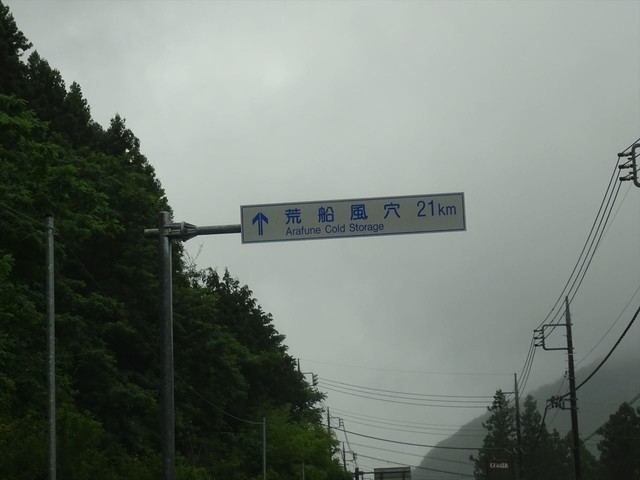 荒船風穴 21km
Arafune Cold Storage